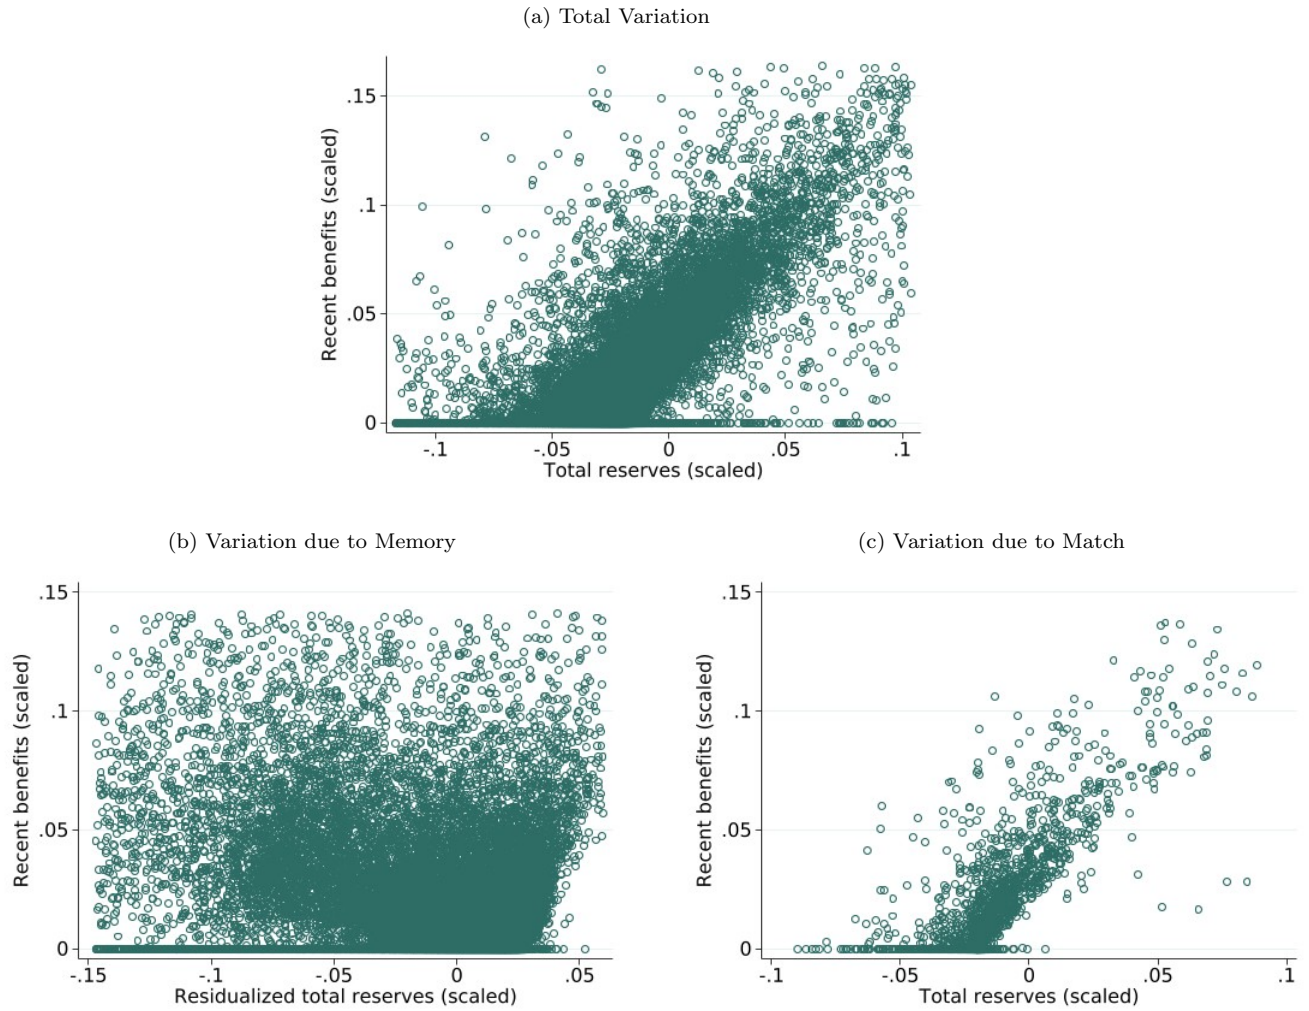 (a) Total Variation
.15
.1
.05
0
Recent benefits (scaled)
-.1 -.05 0 .05 .1
Total reserves (scaled)
(b) Variation due to Memory
.15
.1
.05
0
Recent benefits (scaled)
-.15 -.1 -.05 0 .05
Residualized total reserves (scaled)
(c) Variation due to Match
.15
.1
.05
0
Recent benefits (scaled)
-.1 -.05 0 .05 .1
Total reserves (scaled)